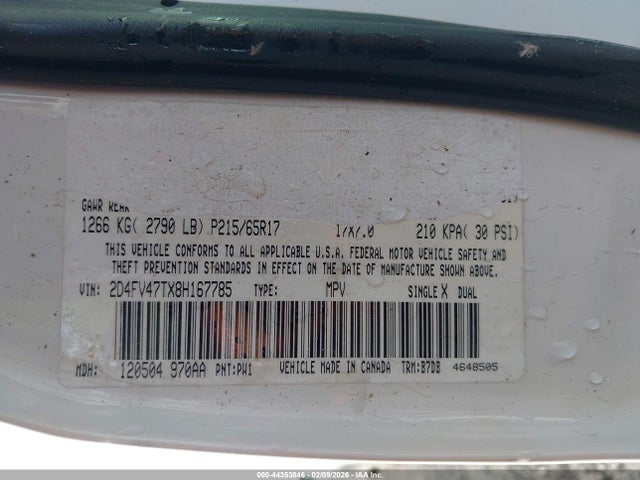 GAWR REAR
1266 KG( 2790 LB) P215/65R17 17X7.0 210 KPA( 30 PSI)
THIS VEHICLE CONFORMS TO ALL APPLICABLE U.S.A. FEDERAL MOTOR VEHICLE SAFETY AND
THEFT PREVENTION STANDARDS IN EFFECT ON THE DATE OF MANUFACTURE SHOWN ABOVE.
VIN: 2D4FV47TX8H167785 TYPE: MPV SINGLE X DUAL
MDH: 120504 970AA PNT:PW1 VEHICLE MADE IN CANADA TRM:B7DB 4648505
000-44353846 - 02/09/2026 - IAA Inc.